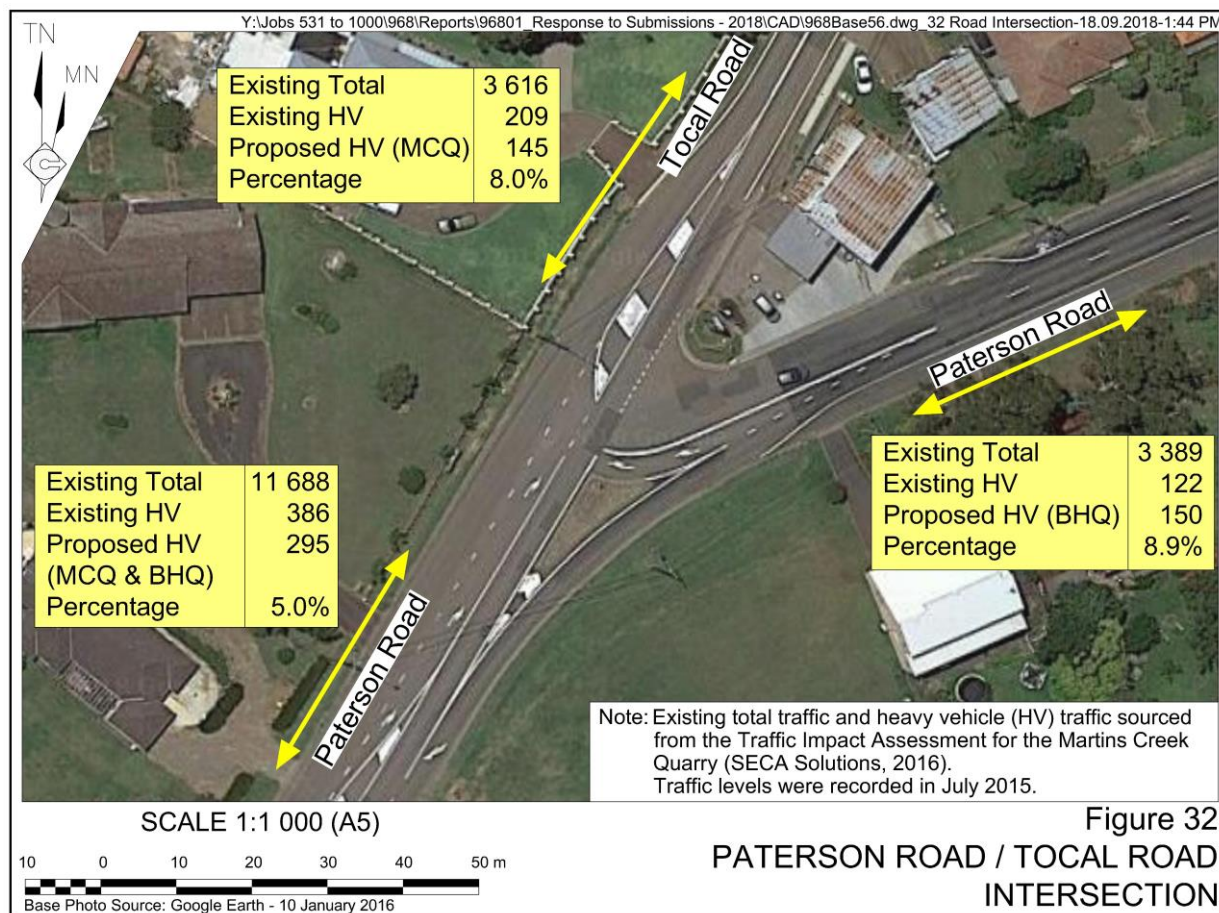 Y:\Jobs 531 to 1000\968\Reports\96801_Response to Submissions - 2018\CAD\968Base56.dwg_32 Road Intersection-18.09.2018-1:44 PM
TN
MN
Existing Total 3 616
Existing HV 209
Proposed HV (MCQ) 145
Percentage 8.0%
Tocal Road
Paterson Road
Existing Total 3 389
Existing HV 122
Proposed HV (BHQ) 150
Percentage 8.9%
Existing Total 11 688
Existing HV 386
Proposed HV 295
(MCQ & BHQ)
Percentage 5.0%
Paterson Road
Note: Existing total traffic and heavy vehicle (HV) traffic sourced
from the Traffic Impact Assessment for the Martins Creek
Quarry (SECA Solutions, 2016).
Traffic levels were recorded in July 2015.
SCALE 1:1 000 (A5)
10 0 10 20 30 40 50 m
Base Photo Source: Google Earth - 10 January 2016
Figure 32
PATERSON ROAD / TOCAL ROAD
INTERSECTION